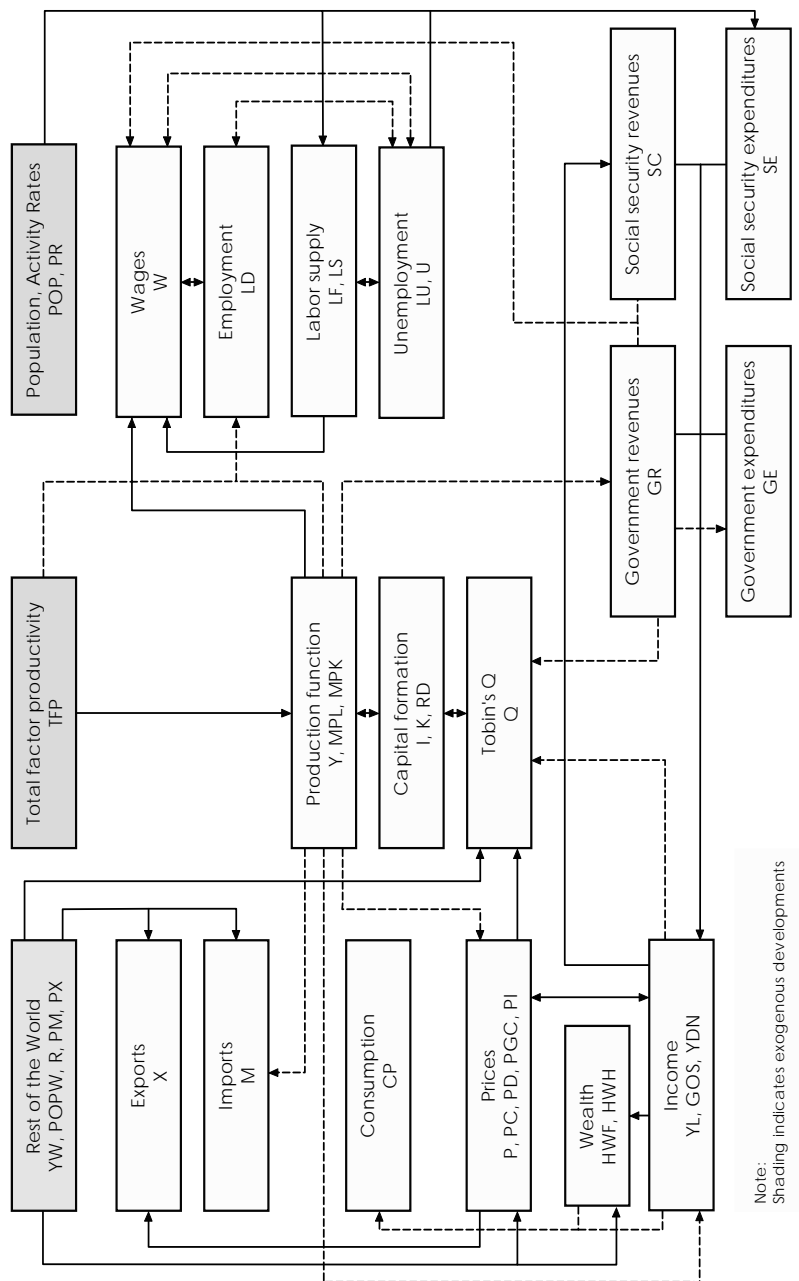 Rest of the World
YW, POPW, R, PM, PX
Exports
X
Imports
M
Consumption
CP
Prices
P, PC, PD, PGC, PI
Wealth
HWF, HWH
Income
YL, GOS, YDN
Total factor productivity
TFP
Production function
Y, MPL, MPK
Capital formation
I, K, RD
Tobin's Q
Q
Government revenues
GR
Government expenditures
GE
Population, Activity Rates
POP, PR
Wages
W
Employment
LD
Labor supply
LF, LS
Unemployment
LU, U
Social security revenues
SC
Social security expenditures
SE
Note:
Shading indicates exogenous developments